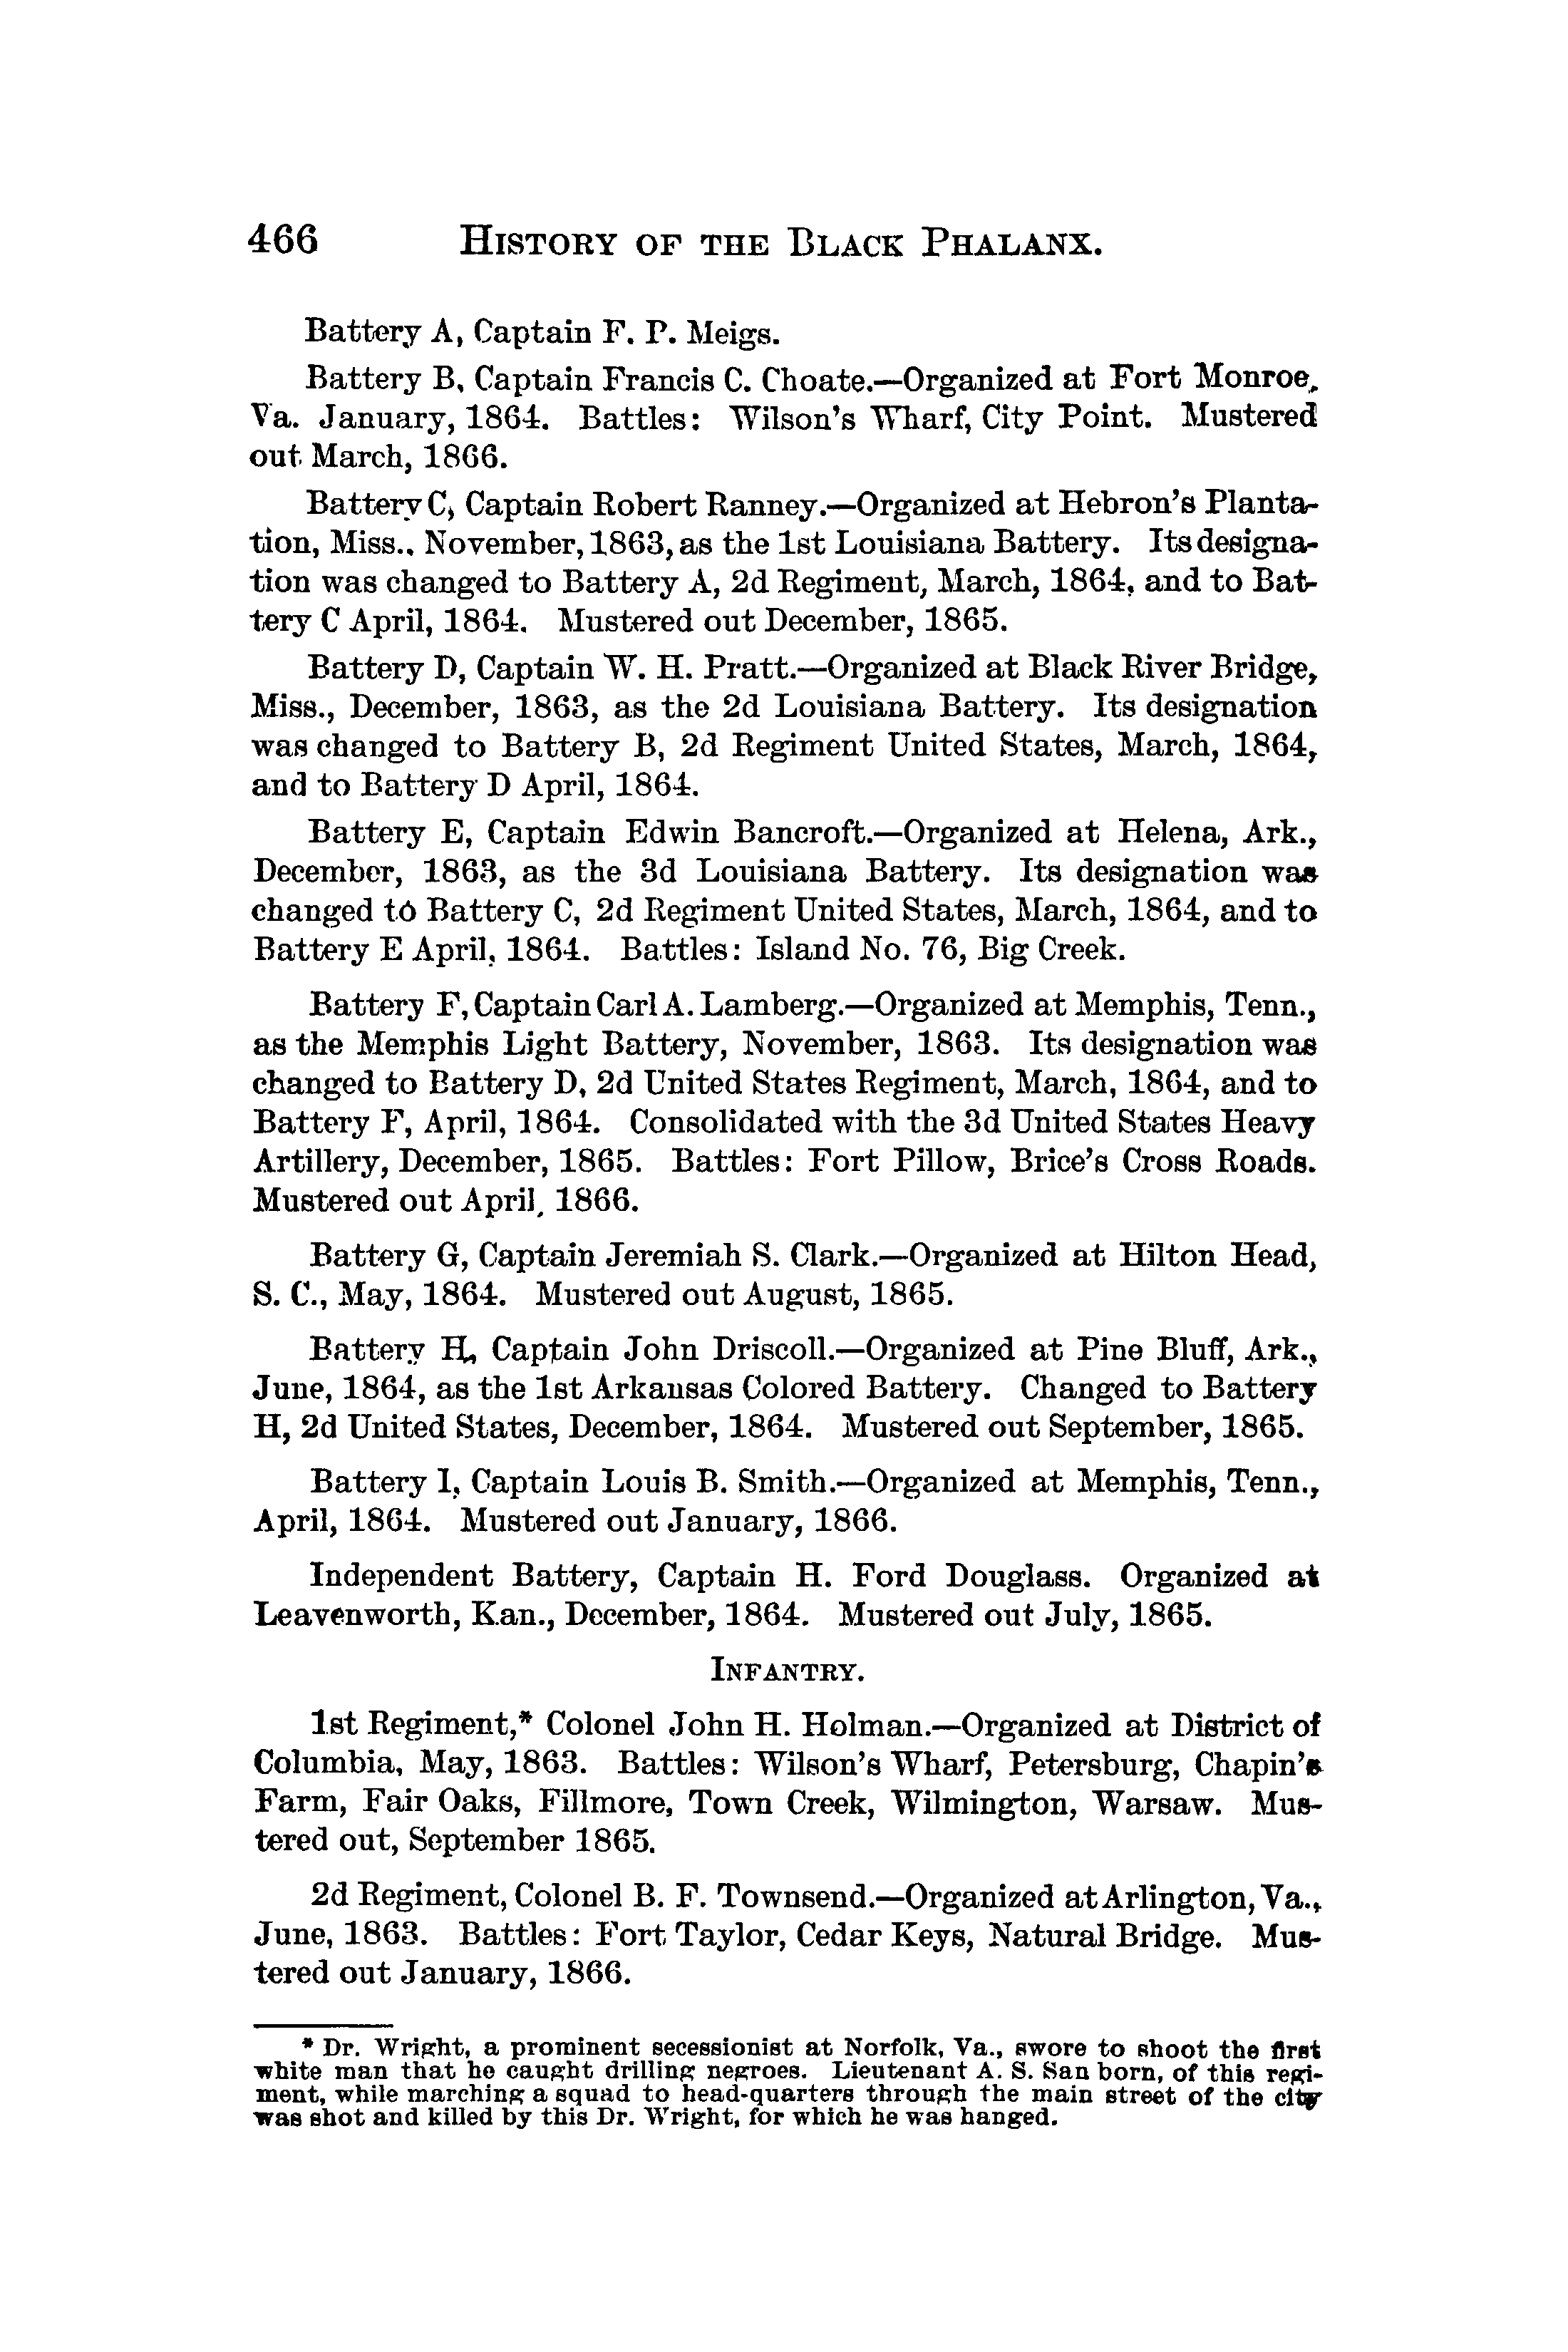 466 HISTORY OF THE BLACK PHALANX.
Battery A, Captain F. P. Meigs.
Battery B, Captain Francis C. Choate.—Organized at Fort Monroe,
Va. January, 1864. Battles: Wilson's Wharf, City Point. Mustered
out March, 1866.
Battery C, Captain Robert Ranney.—Organized at Hebron's Planta-
tion, Miss., November, 1863, as the 1st Louisiana Battery. Its designa-
tion was changed to Battery A, 2d Regiment, March, 1864, and to Bat-
tery C April, 1864. Mustered out December, 1865.
Battery D, Captain W. H. Pratt.—Organized at Black River Bridge,
Miss., December, 1863, as the 2d Louisiana Battery. Its designation
was changed to Battery B, 2d Regiment United States, March, 1864,
and to Battery D April, 1864.
Battery E, Captain Edwin Bancroft.—Organized at Helena, Ark.,
December, 1863, as the 3d Louisiana Battery. Its designation was
changed to Battery C, 2d Regiment United States, March, 1864, and to
Battery E April, 1864. Battles: Island No. 76, Big Creek.
Battery F, Captain Carl A. Lamberg.—Organized at Memphis, Tenn.,
as the Memphis Light Battery, November, 1863. Its designation was
changed to Battery D, 2d United States Regiment, March, 1864, and to
Battery F, April, 1864. Consolidated with the 3d United States Heavy
Artillery, December, 1865. Battles: Fort Pillow, Brice's Cross Roads.
Mustered out April, 1866.
Battery G, Captain Jeremiah S. Clark.—Organized at Hilton Head,
S. C., May, 1864. Mustered out August, 1865.
Battery H, Captain John Driscoll.—Organized at Pine Bluff, Ark.,
June, 1864, as the 1st Arkansas Colored Battery. Changed to Battery
H, 2d United States, December, 1864. Mustered out September, 1865.
Battery I, Captain Louis B. Smith.—Organized at Memphis, Tenn.,
April, 1864. Mustered out January, 1866.
Independent Battery, Captain H. Ford Douglass. Organized at
Leavenworth, Kan., December, 1864. Mustered out July, 1865.
INFANTRY.
1st Regiment,* Colonel John H. Holman.—Organized at District of
Columbia, May, 1863. Battles: Wilson's Wharf, Petersburg, Chapin's
Farm, Fair Oaks, Fillmore, Town Creek, Wilmington, Warsaw. Mus-
tered out, September 1865.
2d Regiment, Colonel B. F. Townsend.—Organized at Arlington, Va.,
June, 1863. Battles: Fort Taylor, Cedar Keys, Natural Bridge. Mus-
tered out January, 1866.
* Dr. Wright, a prominent secessionist at Norfolk, Va., swore to shoot the first
white man that he caught drilling negroes. Lieutenant A. S. San born, of this regi-
ment, while marching a squad to head-quarters through the main street of the city
was shot and killed by this Dr. Wright, for which he was hanged.